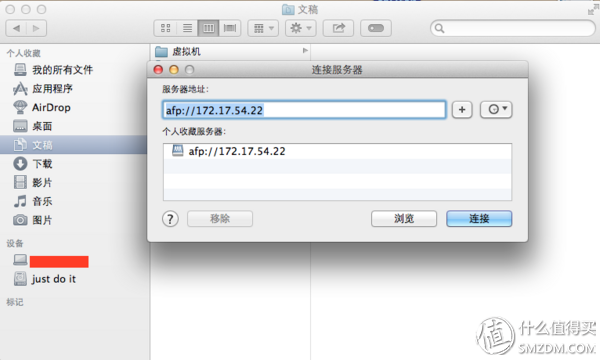 文稿
个人收藏
我的所有文件
应用程序
AirDrop
桌面
文稿
下载
影片
音乐
图片
设备
just do it
标记
虚拟机
连接服务器
服务器地址:
afp://172.17.54.22
个人收藏服务器:
afp://172.17.54.22
?
移除
浏览
连接
值 什么值得买
SMZDM.COM